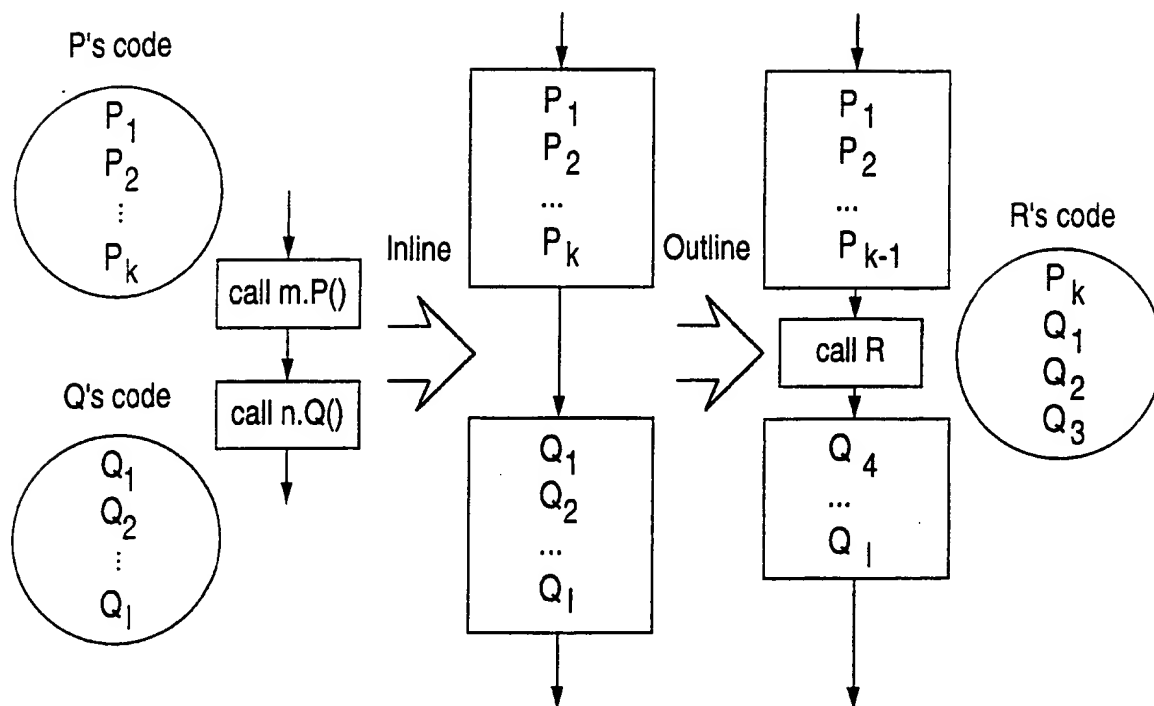 P's code
P₁
P₂
...
Pₖ
call m.P()
call n.Q()
Q's code
Q₁
Q₂
...
Qₗ
Inline
P₁
P₂
...
Pₖ
Q₁
Q₂
...
Qₗ
Outline
P₁
P₂
...
Pₖ₋₁
call R
Q₄
...
Qₗ
R's code
Pₖ
Q₁
Q₂
Q₃